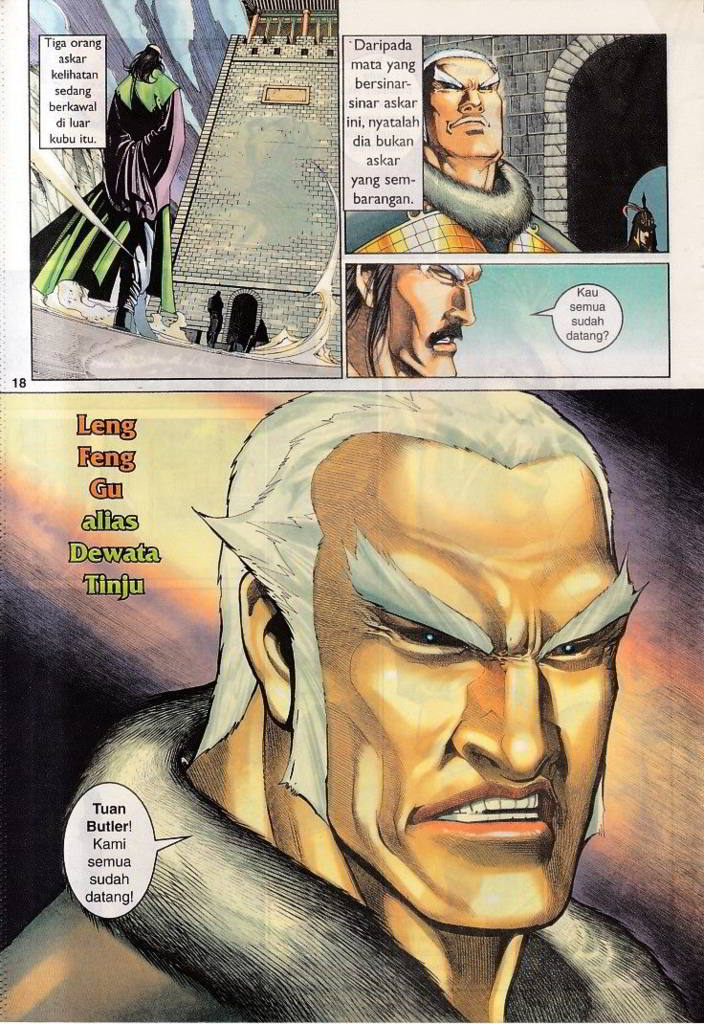 Tiga orang
askar
kelihatan
sedang
berkawal
di luar
kubu itu.
Daripada
mata yang
bersinar-
sinar askar
ini, nyatalah
dia bukan
askar
yang sem-
barangan.
Kau
semua
sudah
datang?
18
Leng
Feng
Gu
alias
Dewata
Tinju
Tuan
Butler!
Kami
semua
sudah
datang!